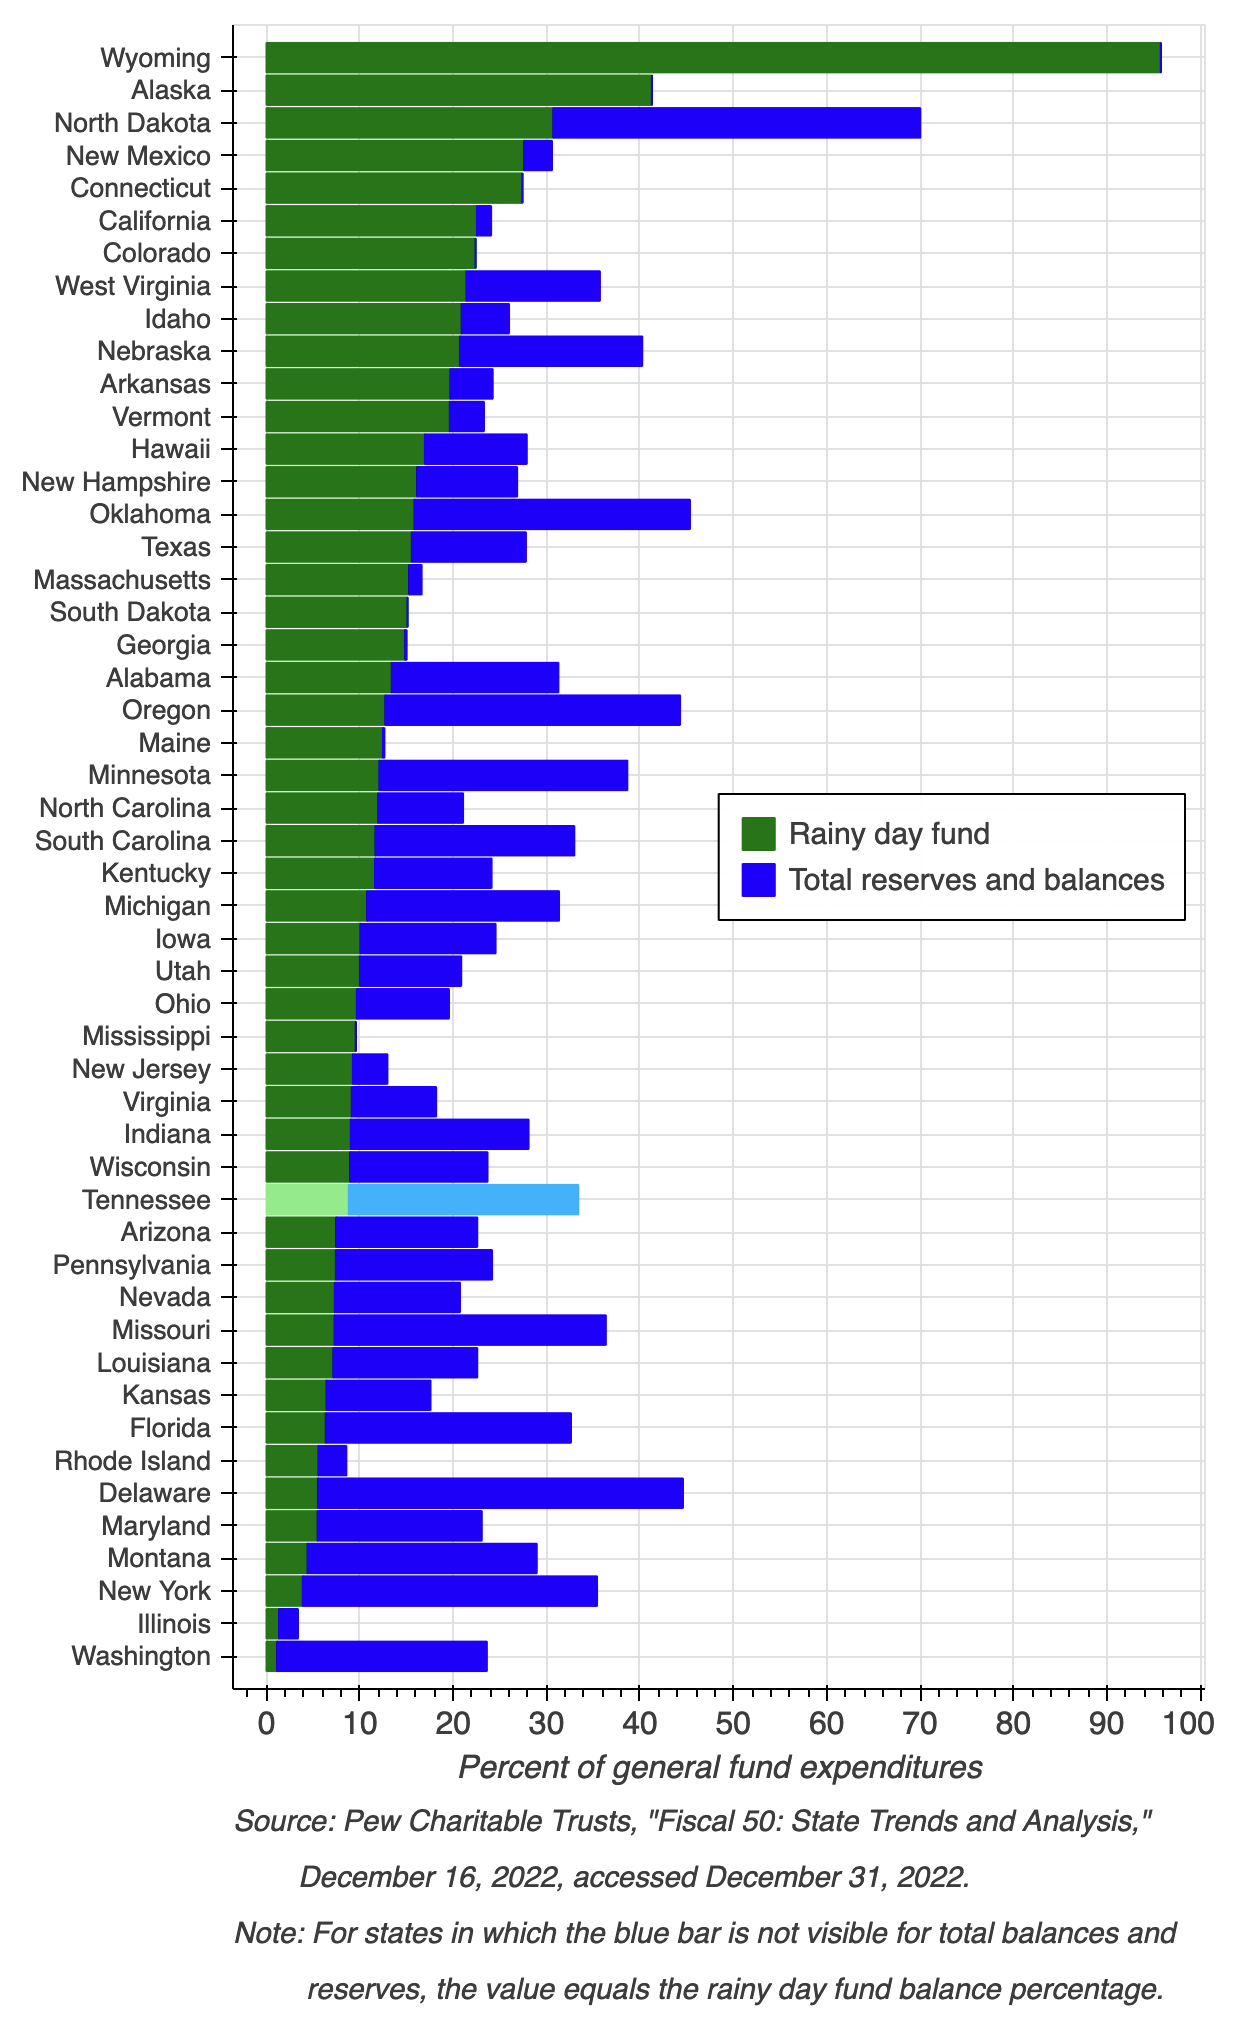 Wyoming
Alaska
North Dakota
New Mexico
Connecticut
California
Colorado
West Virginia
Idaho
Nebraska
Arkansas
Vermont
Hawaii
New Hampshire
Oklahoma
Texas
Massachusetts
South Dakota
Georgia
Alabama
Oregon
Maine
Minnesota
North Carolina
South Carolina
Kentucky
Michigan
Iowa
Utah
Ohio
Mississippi
New Jersey
Virginia
Indiana
Wisconsin
Tennessee
Arizona
Pennsylvania
Nevada
Missouri
Louisiana
Kansas
Florida
Rhode Island
Delaware
Maryland
Montana
New York
Illinois
Washington
Rainy day fund
Total reserves and balances
0 10 20 30 40 50 60 70 80 90 100
Percent of general fund expenditures
Source: Pew Charitable Trusts, "Fiscal 50: State Trends and Analysis,"
December 16, 2022, accessed December 31, 2022.
Note: For states in which the blue bar is not visible for total balances and
reserves, the value equals the rainy day fund balance percentage.